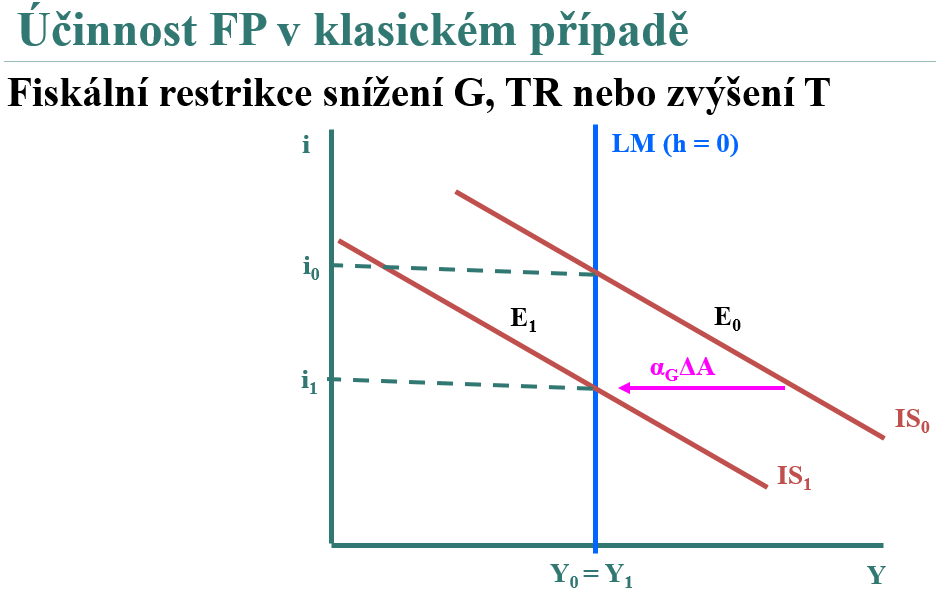 Účinnost FP v klasickém případě
Fiskální restrikce snížení G, TR nebo zvýšení T
i
LM (h = 0)
i₀
E₁
E₀
i₁
α_GΔA
IS₀
IS₁
Y₀ = Y₁
Y